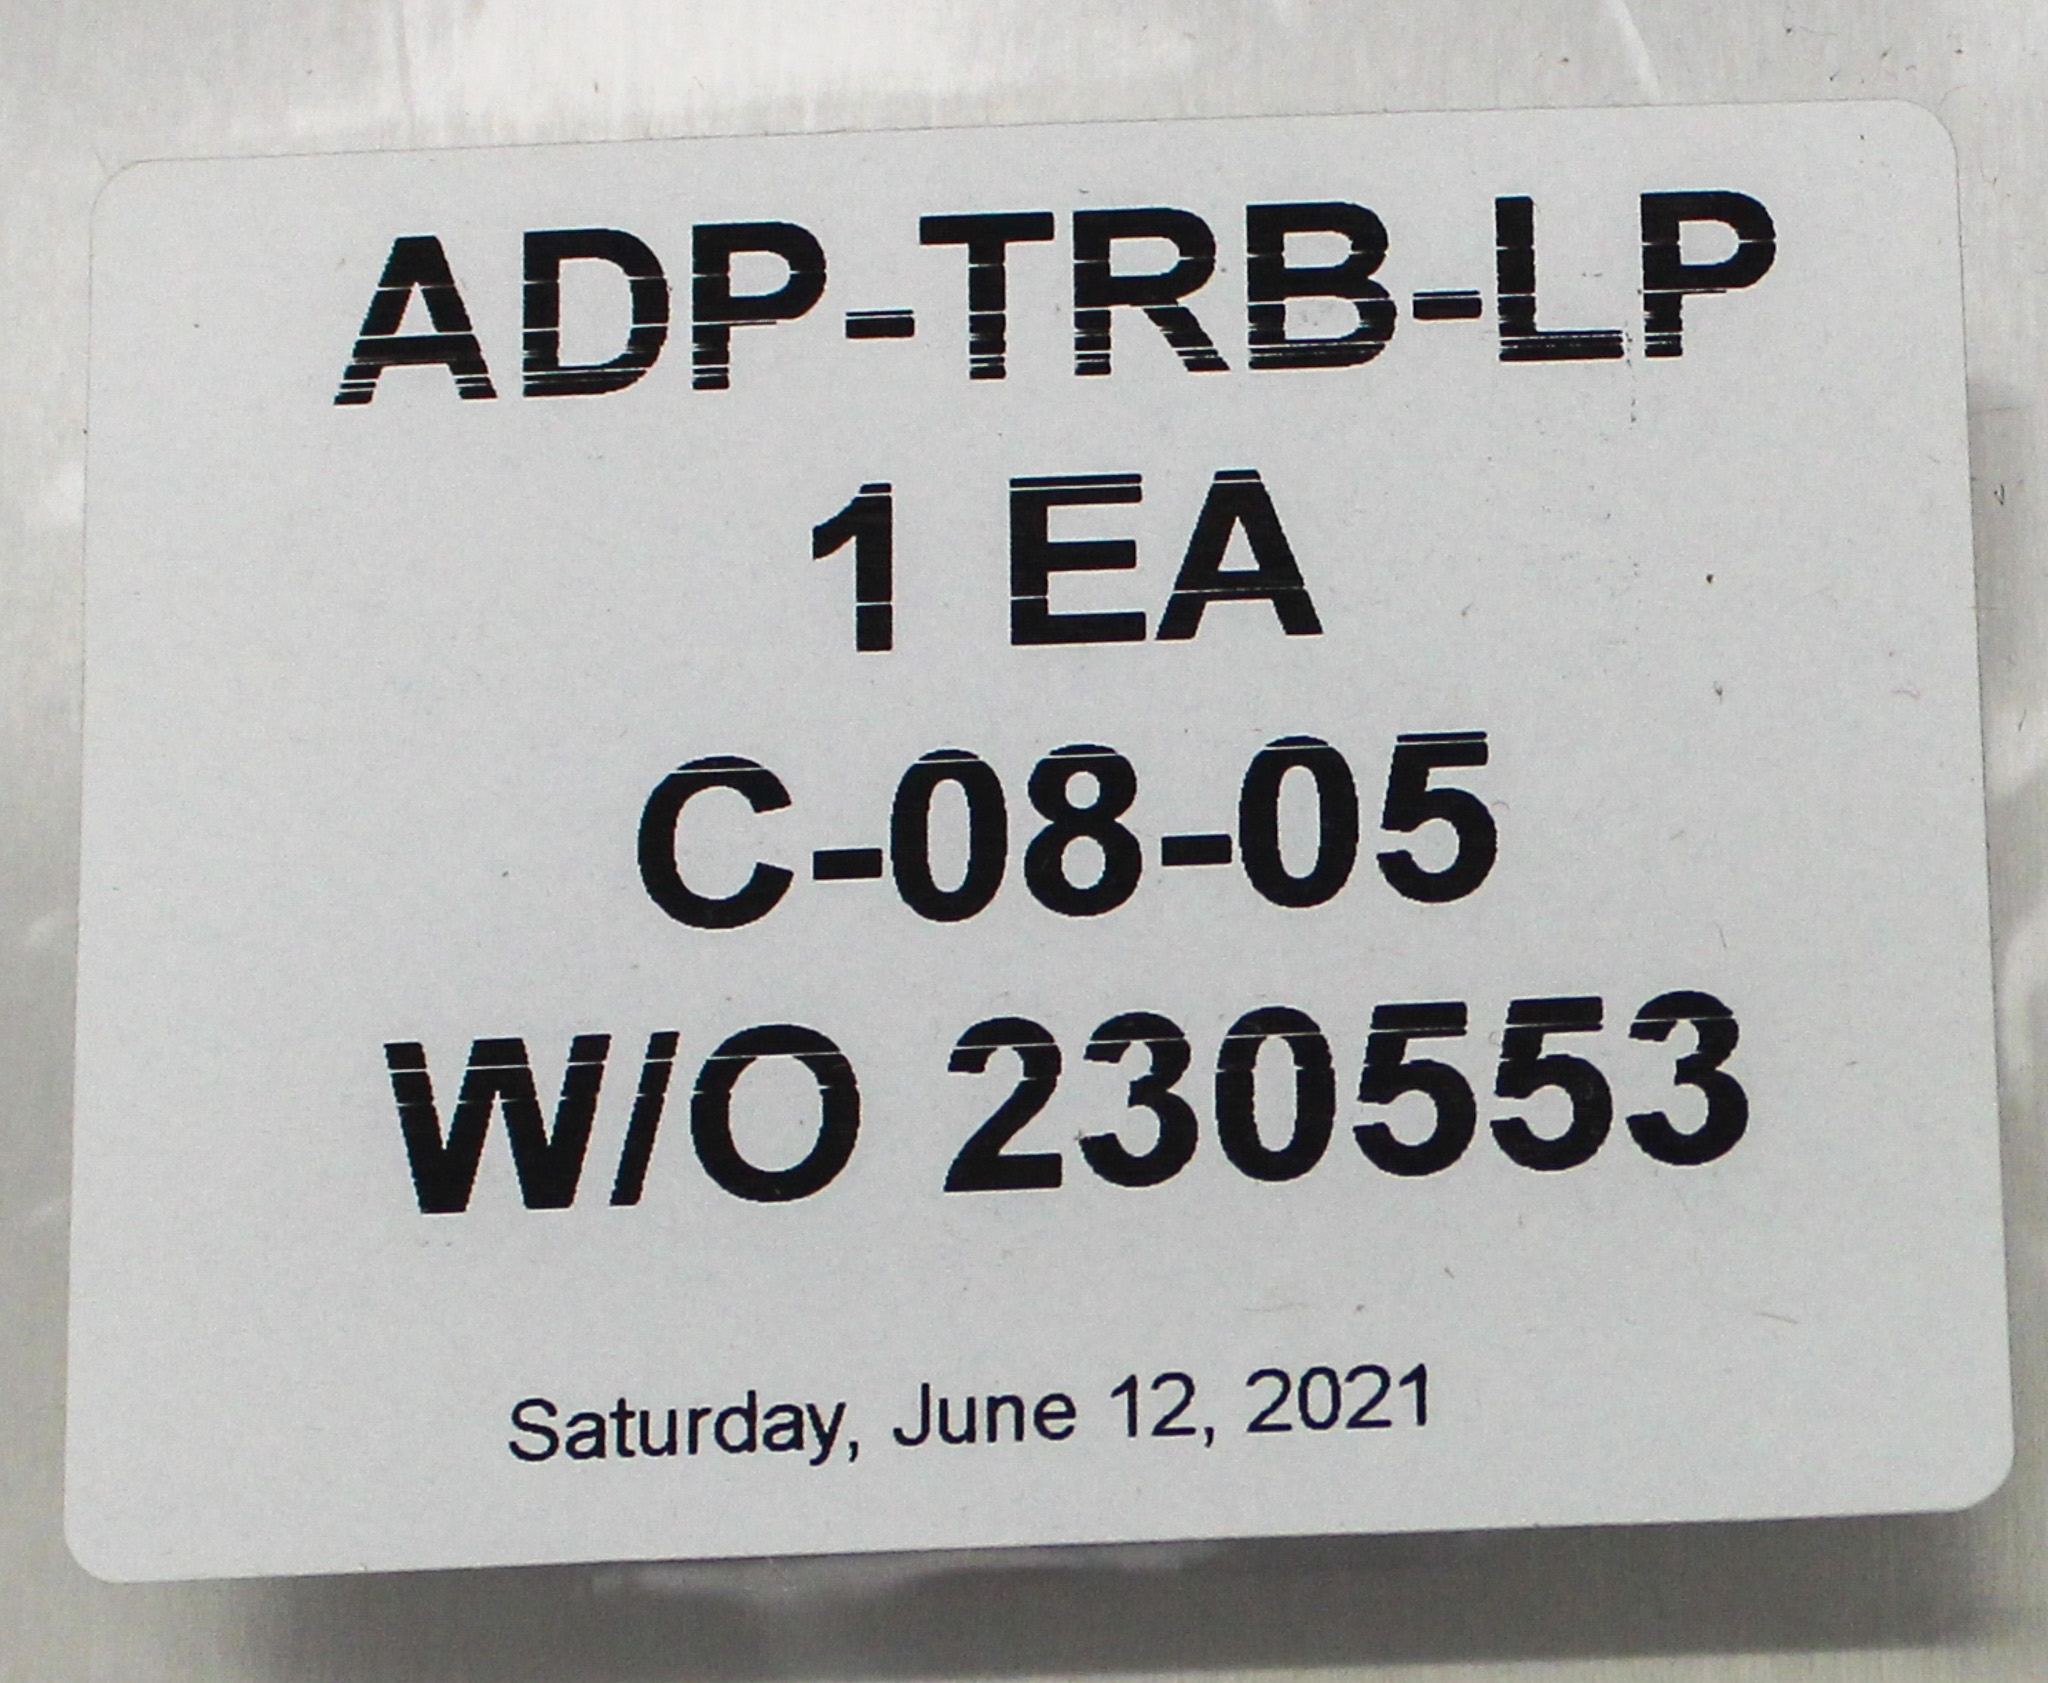 ADP-TRB-LP
1 EA
C-08-05
W/O 230553
Saturday, June 12, 2021